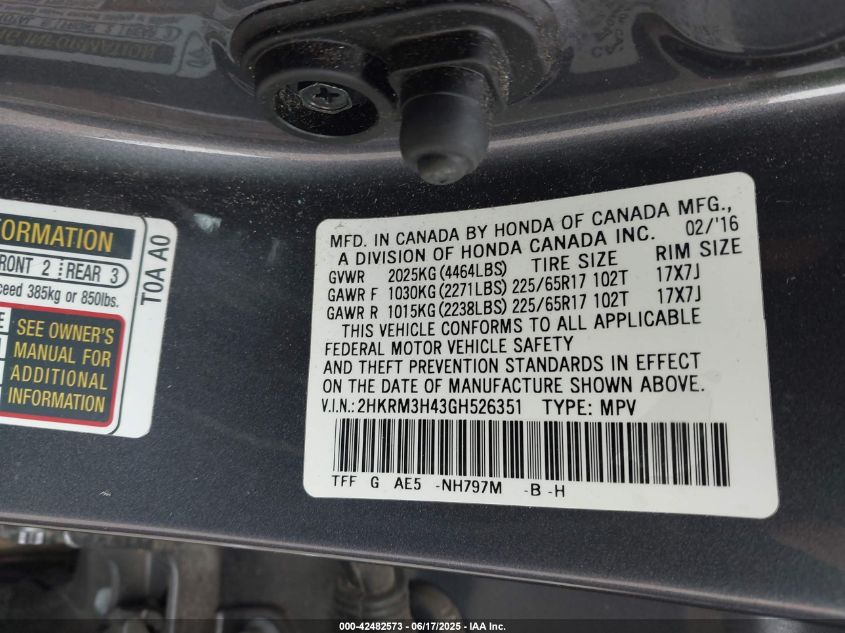 FORMATION
FRONT 2 REAR 3
ceed 385kg or 850lbs.
SEE OWNER'S
MANUAL FOR
ADDITIONAL
INFORMATION
T0A A0
MFD. IN CANADA BY HONDA OF CANADA MFG.,
A DIVISION OF HONDA CANADA INC. 02/'16
GVWR 2025KG(4464LBS) TIRE SIZE RIM SIZE
GAWR F 1030KG(2271LBS) 225/65R17 102T 17X7J
GAWR R 1015KG(2238LBS) 225/65R17 102T 17X7J
THIS VEHICLE CONFORMS TO ALL APPLICABLE
FEDERAL MOTOR VEHICLE SAFETY
AND THEFT PREVENTION STANDARDS IN EFFECT
ON THE DATE OF MANUFACTURE SHOWN ABOVE.
V.I.N.: 2HKRM3H43GH526351 TYPE: MPV
TFF G AE5 -NH797M -B -H
000-42482573 - 06/17/2025 - IAA Inc.